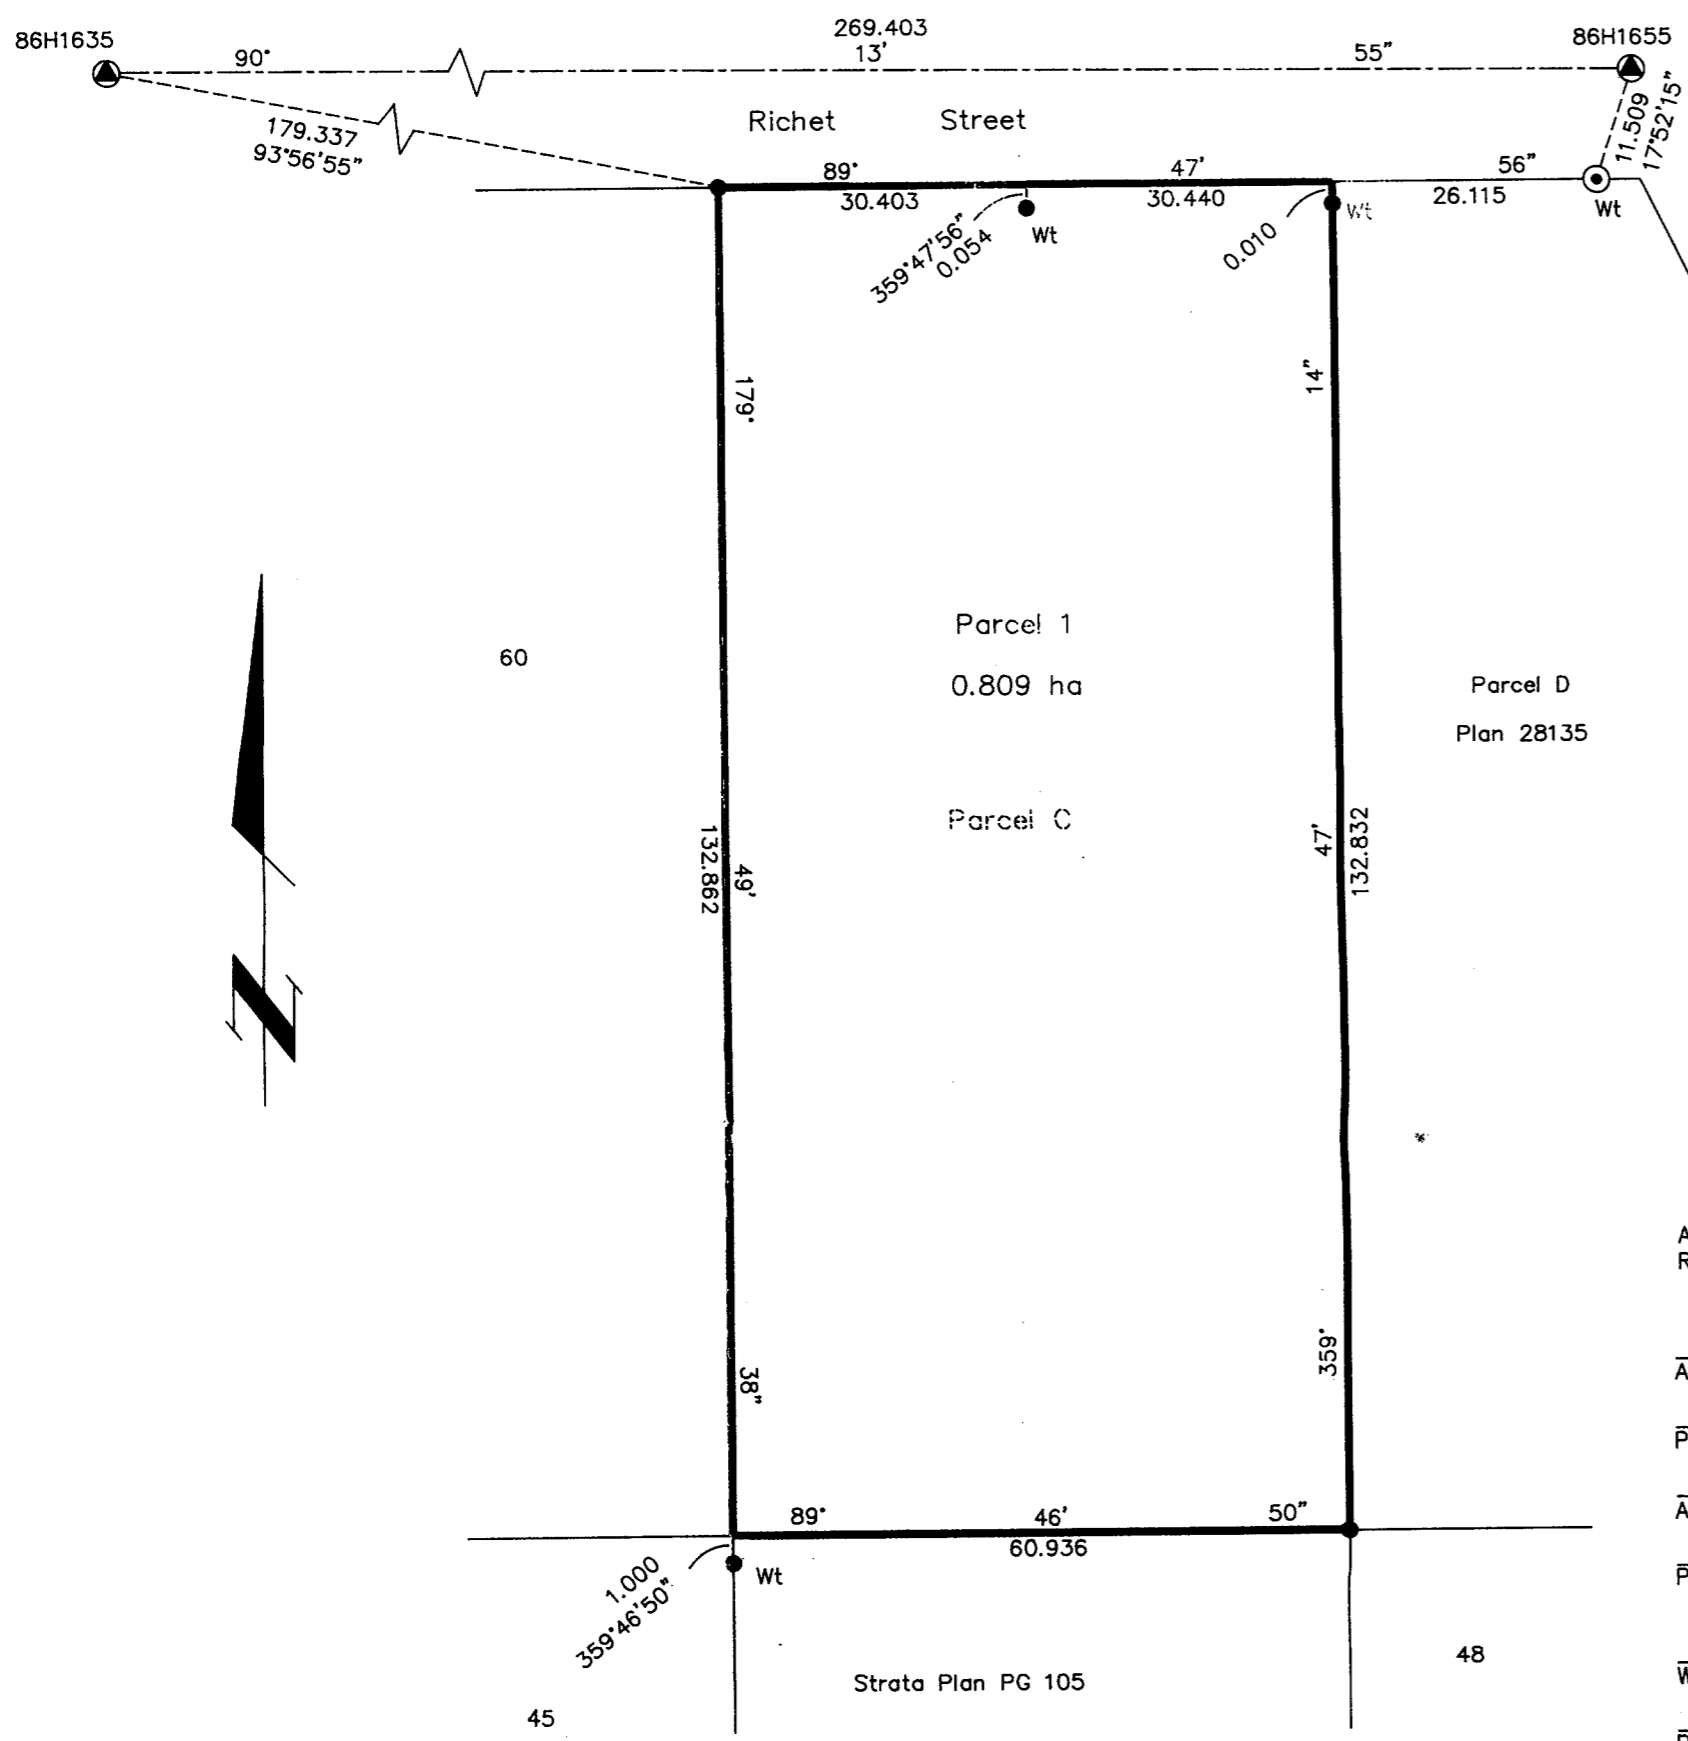 269.403
86H1635
86H1655
90° 13' 55"
179.337
93°56'55"
11.509
17°52'15"
Richet Street
89° 47' 56"
30.403
30.440
26.115
Wt
Wt
Wt
359°47'56"
0.054
0.010
179°
14"
Parcel 1
60
0.809 ha
Parcel D
Plan 28135
Parcel C
132.862
49'
47'
132.832
38"
359°
89° 46' 50"
60.936
1.000
359°46'50"
Wt
Strata Plan PG 105
48
45